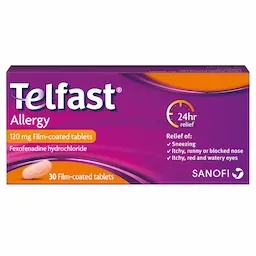 Telfast®
Allergy
120 mg Film-coated tablets
Fexofenadine hydrochloride
30 Film-coated tablets
24hr
relief
Relief of:
✓ Sneezing
✓ Itchy, runny or blocked nose
✓ Itchy, red and watery eyes
SANOFI